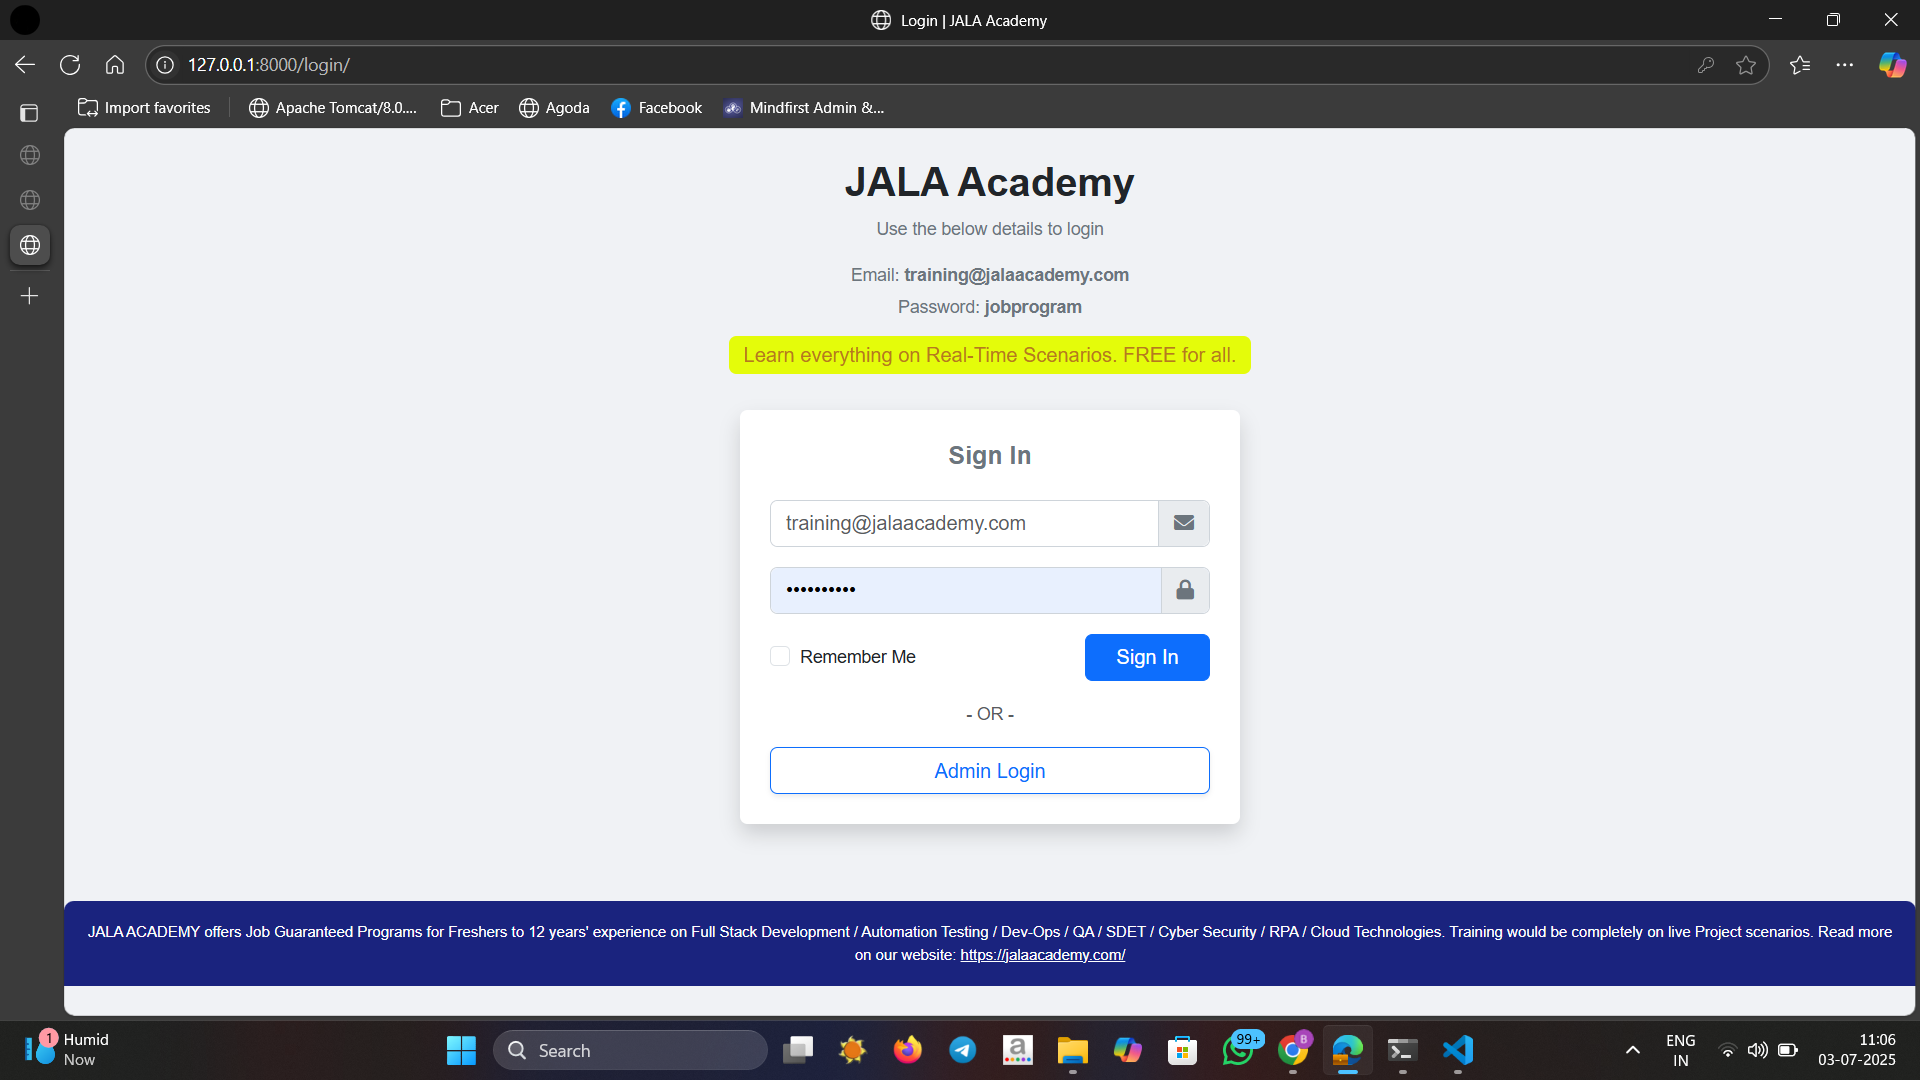 Login | JALA Academy
127.0.0.1:8000/login/
Import favorites
Apache Tomcat/8.0....
Acer
Agoda
Facebook
Mindfirst Admin &...
JALA Academy
Use the below details to login
Email: training@jalaacademy.com
Password: jobprogram
Learn everything on Real-Time Scenarios. FREE for all.
Sign In
training@jalaacademy.com
••••••••••
Remember Me
Sign In
- OR -
Admin Login
JALA ACADEMY offers Job Guaranteed Programs for Freshers to 12 years' experience on Full Stack Development / Automation Testing / Dev-Ops / QA / SDET / Cyber Security / RPA / Cloud Technologies. Training would be completely on live Project scenarios. Read more
on our website: https://jalaacademy.com/
1
Humid
Now
Search
a
99+
B
ENG
IN
11:06
03-07-2025